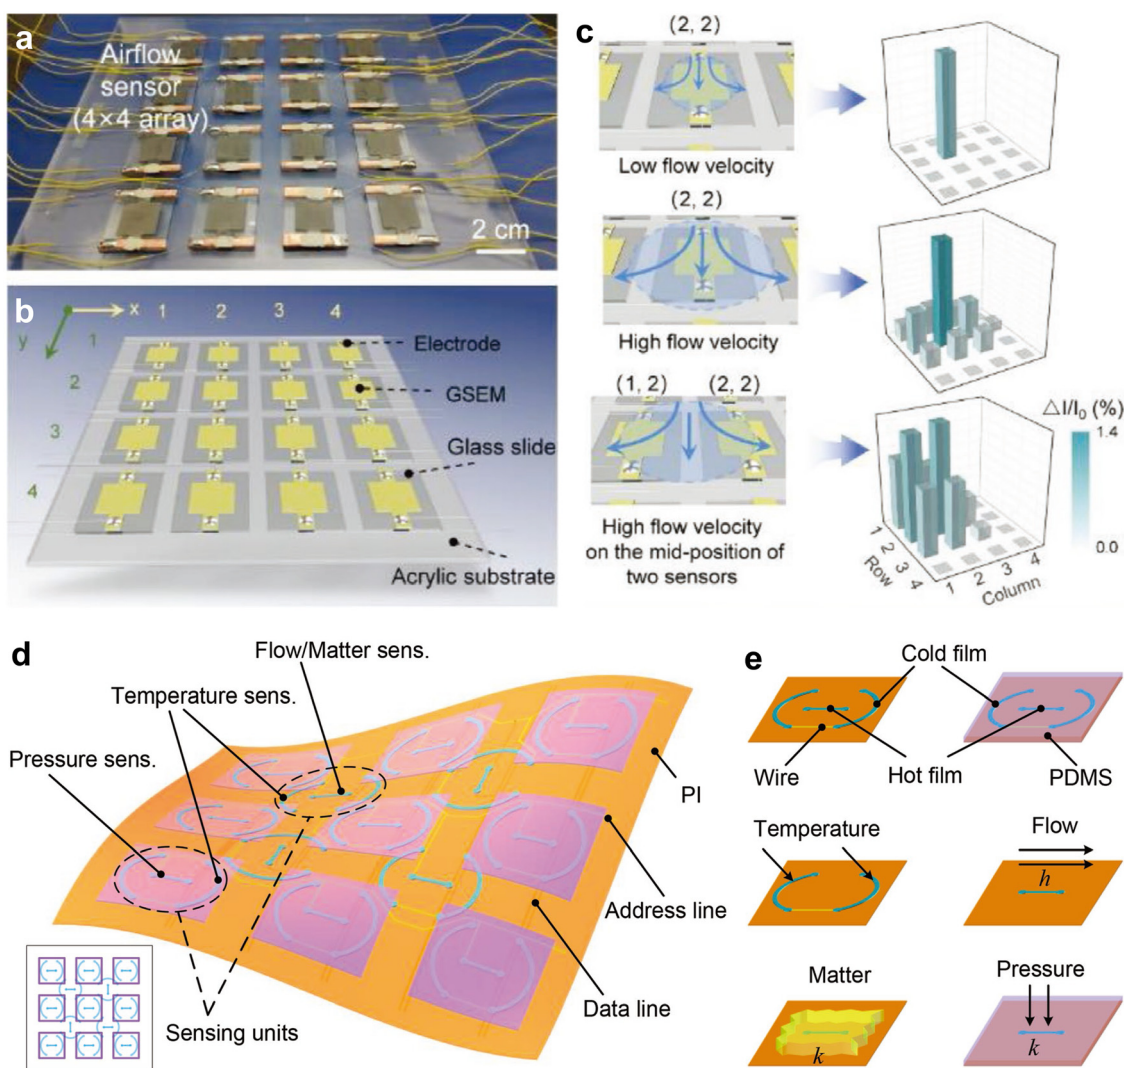 a
Airflow
sensor
(4×4 array)
2 cm
b
x
y
1
2
3
4
1
2
3
4
Electrode
GSEM
Glass slide
Acrylic substrate
c
(2, 2)
Low flow velocity
(2, 2)
High flow velocity
(1, 2)
(2, 2)
High flow velocity
on the mid-position of
two sensors
△I/I0 (%)
1.4
0.0
1
2
3
4
Row
1
2
3
4
Column
d
Flow/Matter sens.
Temperature sens.
Pressure sens.
PI
Address line
Data line
Sensing units
e
Cold film
Wire
Hot film
PDMS
Temperature
Flow
h
Matter
k
Pressure
k